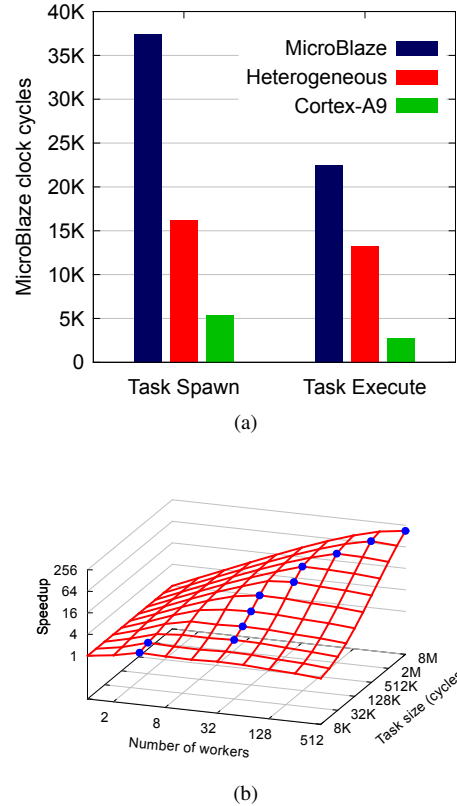 40K
35K
30K
25K
20K
15K
10K
5K
0
MicroBlaze clock cycles
MicroBlaze
Heterogeneous
Cortex-A9
Task Spawn Task Execute
(a)
256
64
16
4
1
Speedup
2 8 32 128 512
Number of workers
8K 32K 128K 512K 2M 8M
Task size (cycles
(b)